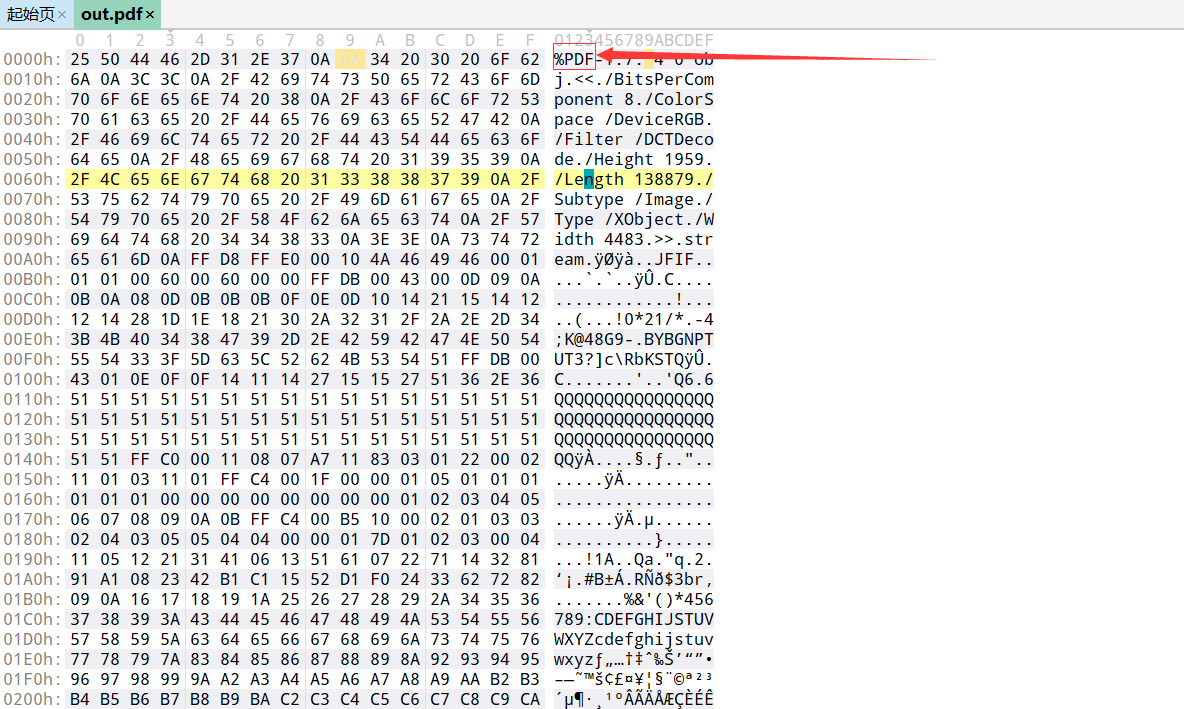 起始页× out.pdf×
0 1 2 3 4 5 6 7 8 9 A B C D E F 0123456789ABCDEF
0000h: 25 50 44 46 2D 31 2E 37 0A 0A 34 20 30 20 6F 62 %PDF-1.7..4 0 ob
0010h: 6A 0A 3C 3C 0A 2F 42 69 74 73 50 65 72 43 6F 6D j.<<./BitsPerCom
0020h: 70 6F 6E 65 6E 74 20 38 0A 2F 43 6F 6C 6F 72 53 ponent 8./ColorS
0030h: 70 61 63 65 20 2F 44 65 76 69 63 65 52 47 42 0A pace /DeviceRGB.
0040h: 2F 46 69 6C 74 65 72 20 2F 44 43 54 44 65 63 6F /Filter /DCTDeco
0050h: 64 65 0A 2F 48 65 69 67 68 74 20 31 39 35 39 0A de./Height 1959.
0060h: 2F 4C 65 6E 67 74 68 20 31 33 38 38 37 39 0A 2F /Length 138879./
0070h: 53 75 62 74 79 70 65 20 2F 49 6D 61 67 65 0A 2F Subtype /Image./
0080h: 54 79 70 65 20 2F 58 4F 62 6A 65 63 74 0A 2F 57 Type /XObject./W
0090h: 69 64 74 68 20 34 34 38 33 0A 3E 3E 0A 73 74 72 idth 4483.>>.str
00A0h: 65 61 6D 0A FF D8 FF E0 00 10 4A 46 49 46 00 01 eam.ÿØÿà..JFIF..
00B0h: 01 01 00 60 00 60 00 00 FF DB 00 43 00 0D 09 0A ...`.`..ÿÛ.C....
00C0h: 0B 0A 08 0D 0B 0B 0B 0F 0E 0D 10 14 21 15 14 12 ............!...
00D0h: 12 14 28 1D 1E 18 21 30 2A 32 31 2F 2A 2E 2D 34 ..(...!0*21/*.-4
00E0h: 3B 4B 40 34 38 47 39 2D 2E 42 59 42 47 4E 50 54 ;K@48G9-.BYBGNPT
00F0h: 55 54 33 3F 5D 63 5C 52 62 4B 53 54 51 FF DB 00 UT3?]c\RbKSTQÿÛ.
0100h: 43 01 0E 0F 0F 14 11 14 27 15 15 27 51 36 2E 36 C.......'..'Q6.6
0110h: 51 51 51 51 51 51 51 51 51 51 51 51 51 51 51 51 QQQQQQQQQQQQQQQQ
0120h: 51 51 51 51 51 51 51 51 51 51 51 51 51 51 51 51 QQQQQQQQQQQQQQQQ
0130h: 51 51 51 51 51 51 51 51 51 51 51 51 51 51 51 51 QQQQQQQQQQQQQQQQ
0140h: 51 51 FF C0 00 11 08 07 A7 11 83 03 01 22 00 02 QQÿÀ....§.ƒ.."..
0150h: 11 01 03 11 01 FF C4 00 1F 00 00 01 05 01 01 01 .....ÿÄ.........
0160h: 01 01 01 00 00 00 00 00 00 00 00 01 02 03 04 05 ................
0170h: 06 07 08 09 0A 0B FF C4 00 B5 10 00 02 01 03 03 ......ÿÄ.µ......
0180h: 02 04 03 05 05 04 04 00 00 01 7D 01 02 03 00 04 ..........}.....
0190h: 11 05 12 21 31 41 06 13 51 61 07 22 71 14 32 81 ...!1A..Qa."q.2.
01A0h: 91 A1 08 23 42 B1 C1 15 52 D1 F0 24 33 62 72 82 ‘¡.#B±Á.RÑð$3br‚
01B0h: 09 0A 16 17 18 19 1A 25 26 27 28 29 2A 34 35 36 .......%&'()*456
01C0h: 37 38 39 3A 43 44 45 46 47 48 49 4A 53 54 55 56 789:CDEFGHIJSTUV
01D0h: 57 58 59 5A 63 64 65 66 67 68 69 6A 73 74 75 76 WXYZcdefghijstuv
01E0h: 77 78 79 7A 83 84 85 86 87 88 89 8A 92 93 94 95 wxyzƒ„…†‡ˆ‰Š’“”•
01F0h: 96 97 98 99 9A A2 A3 A4 A5 A6 A7 A8 A9 AA B2 B3 –—˜™š¢£¤¥¦§¨©ª²³
0200h: B4 B5 B6 B7 B8 B9 BA C2 C3 C4 C5 C6 C7 C8 C9 CA ´µ¶·¸¹ºÂÃÄÅÆÇÈÉÊ